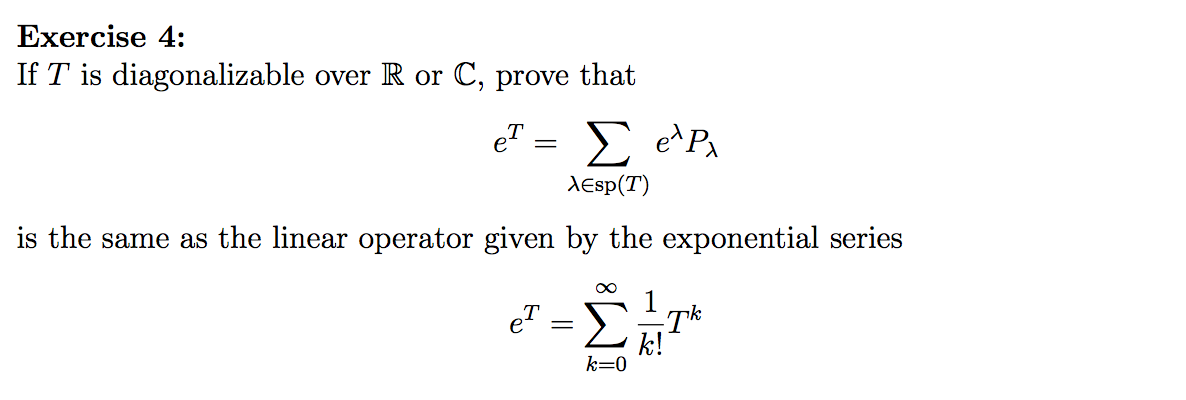 Exercise 4:
If T is diagonalizable over ℝ or ℂ, prove that
e^T = ∑_{λ∈sp(T)} e^λ P_λ
is the same as the linear operator given by the exponential series
e^T = ∑_{k=0}^{∞} \frac{1}{k!} T^k